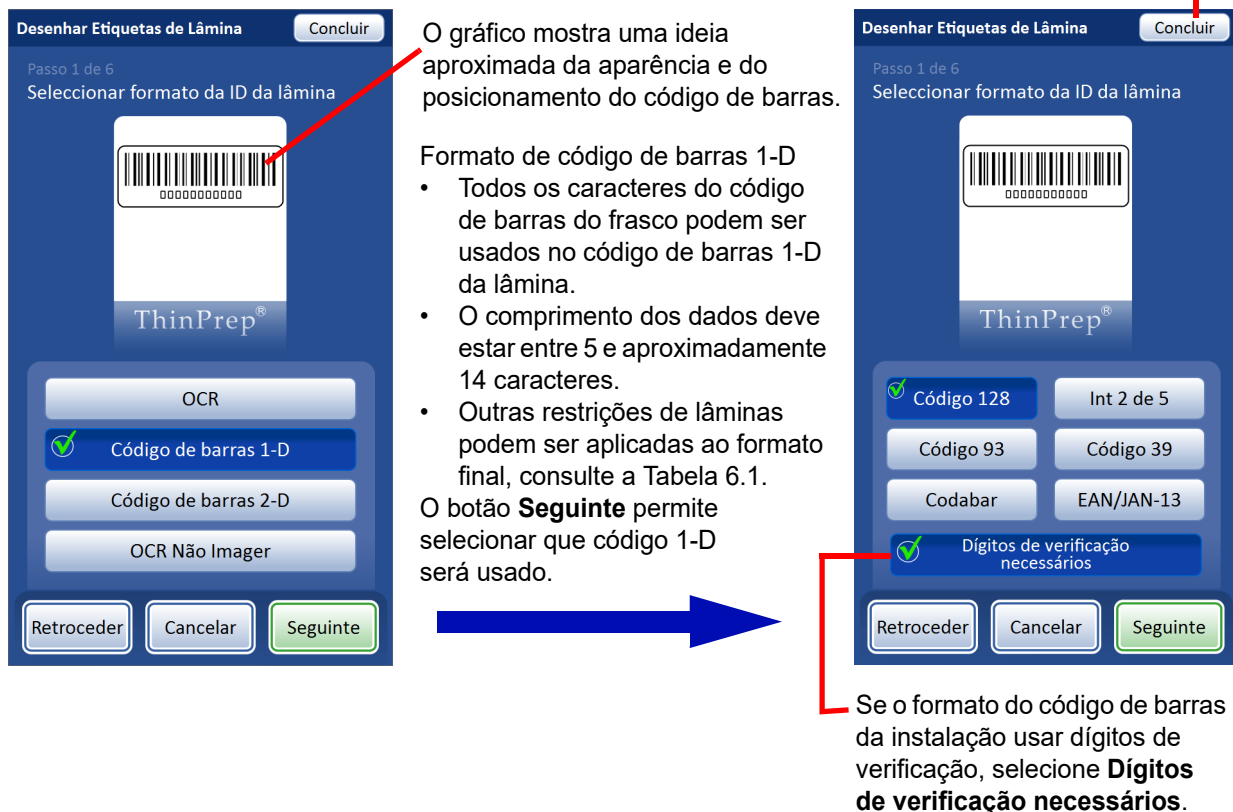 Desenhar Etiquetas de Lâmina
Concluir
Passo 1 de 6
Seleccionar formato da ID da lâmina
ThinPrep®
OCR
Código de barras 1-D
Código de barras 2-D
OCR Não Imager
Retroceder
Cancelar
Seguinte
O gráfico mostra uma ideia
aproximada da aparência e do
posicionamento do código de barras.
Formato de código de barras 1-D
• Todos os caracteres do código
de barras do frasco podem ser
usados no código de barras 1-D
da lâmina.
• O comprimento dos dados deve
estar entre 5 e aproximadamente
14 caracteres.
• Outras restrições de lâminas
podem ser aplicadas ao formato
final, consulte a Tabela 6.1.
O botão Seguinte permite
selecionar que código 1-D
será usado.
Desenhar Etiquetas de Lâmina
Concluir
Passo 1 de 6
Seleccionar formato da ID da lâmina
ThinPrep®
Código 128
Int 2 de 5
Código 93
Código 39
Codabar
EAN/JAN-13
Dígitos de verificação
necessários
Retroceder
Cancelar
Seguinte
Se o formato do código de barras
da instalação usar dígitos de
verificação, selecione Dígitos
de verificação necessários.